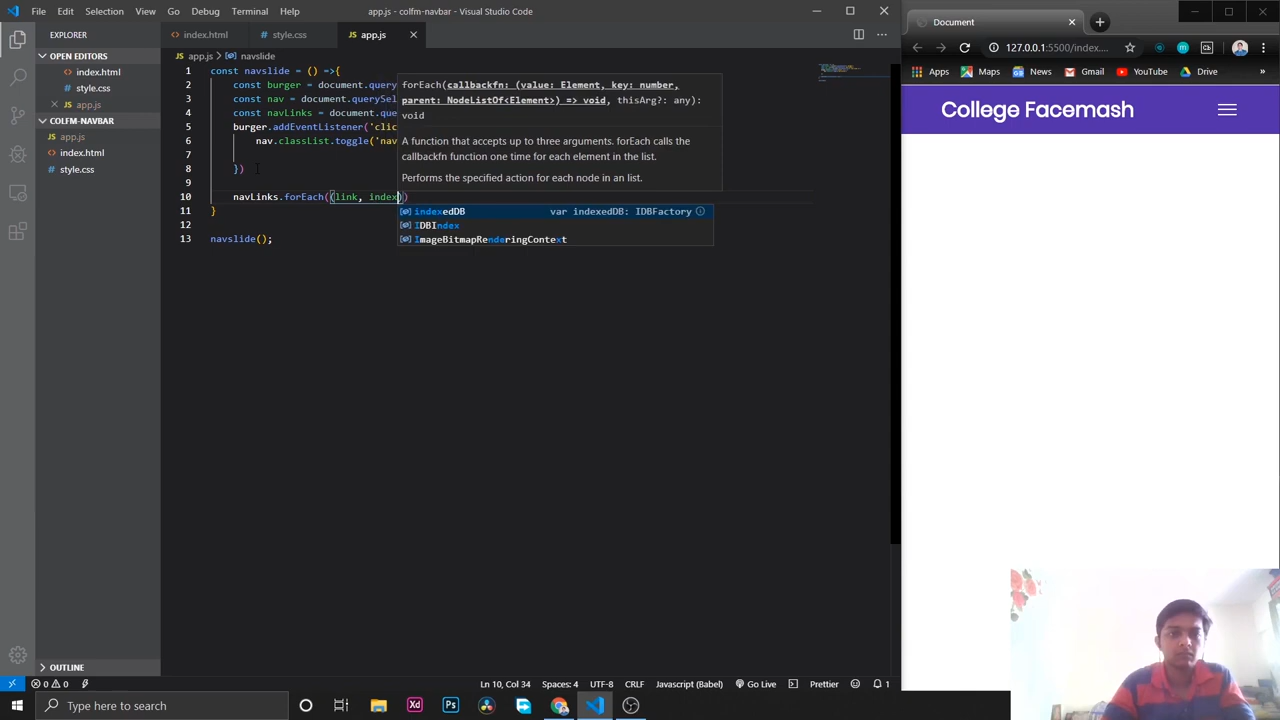 File Edit Selection View Go Debug Terminal Help
app.js - colfm-navbar - Visual Studio Code
EXPLORER
OPEN EDITORS
index.html
style.css
app.js
COLFM-NAVBAR
app.js
index.html
style.css
OUTLINE
index.html
style.css
app.js
app.js > navslide
1 const navslide = () =>{
2 const burger = document.query
3 const nav = document.querySel
4 const navLinks = document.que
5 burger.addEventListener('clic
6 nav.classList.toggle('nav
7
8 })
9
10 navLinks.forEach((link, index))
11 }
12
13 navslide();
forEach(callbackfn: (value: Element, key: number,
parent: NodeListOf<Element>) => void, thisArg?: any):
void
A function that accepts up to three arguments. forEach calls the
callbackfn function one time for each element in the list.
Performs the specified action for each node in an list.
indexedDB var indexedDB: IDBFactory
IDBIndex
ImageBitmapRenderingContext
0 0
Ln 10, Col 34 Spaces: 4 UTF-8 CRLF Javascript (Babel) Go Live Prettier 1
Document
127.0.0.1:5500/index....
Apps Maps News Gmail YouTube Drive »
College Facemash
Type here to search